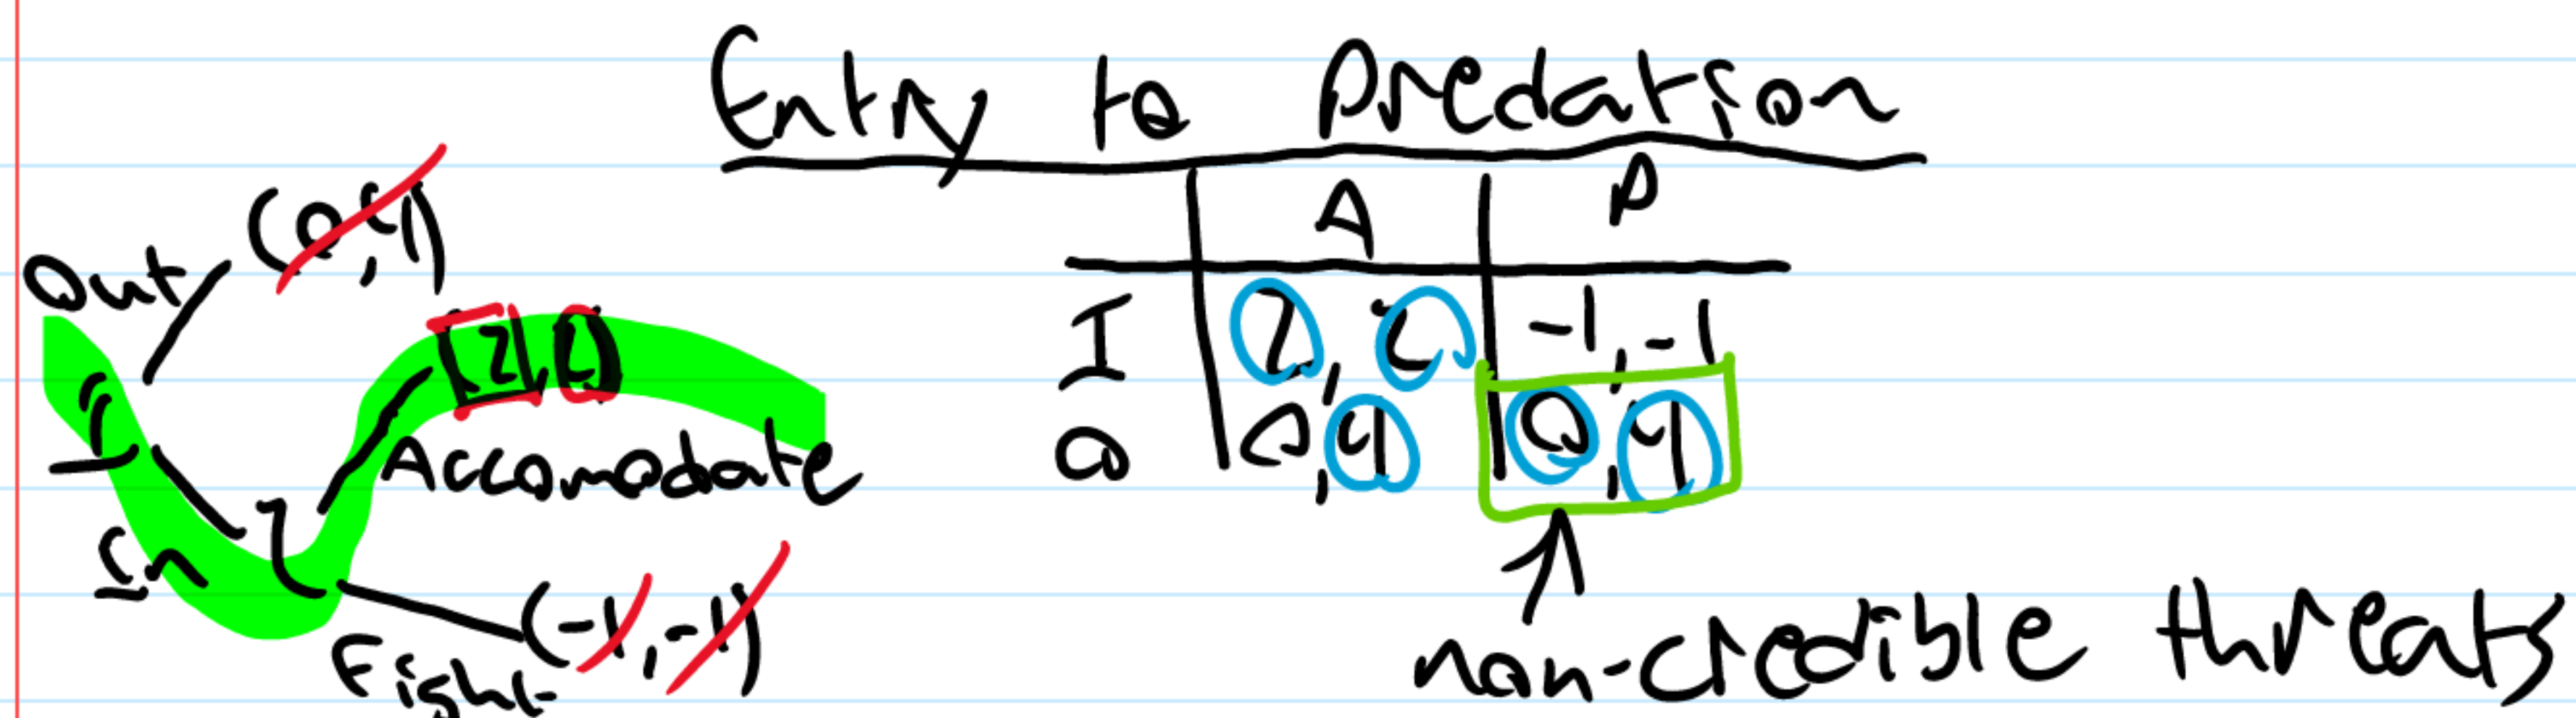 Entry to Predation
A P
Out (0,4)
I 2,2 -1,-1
1 (2,2)
O 0,4 0,4
Accomodate
In 2
Fight (-1,-1)
non-credible threats